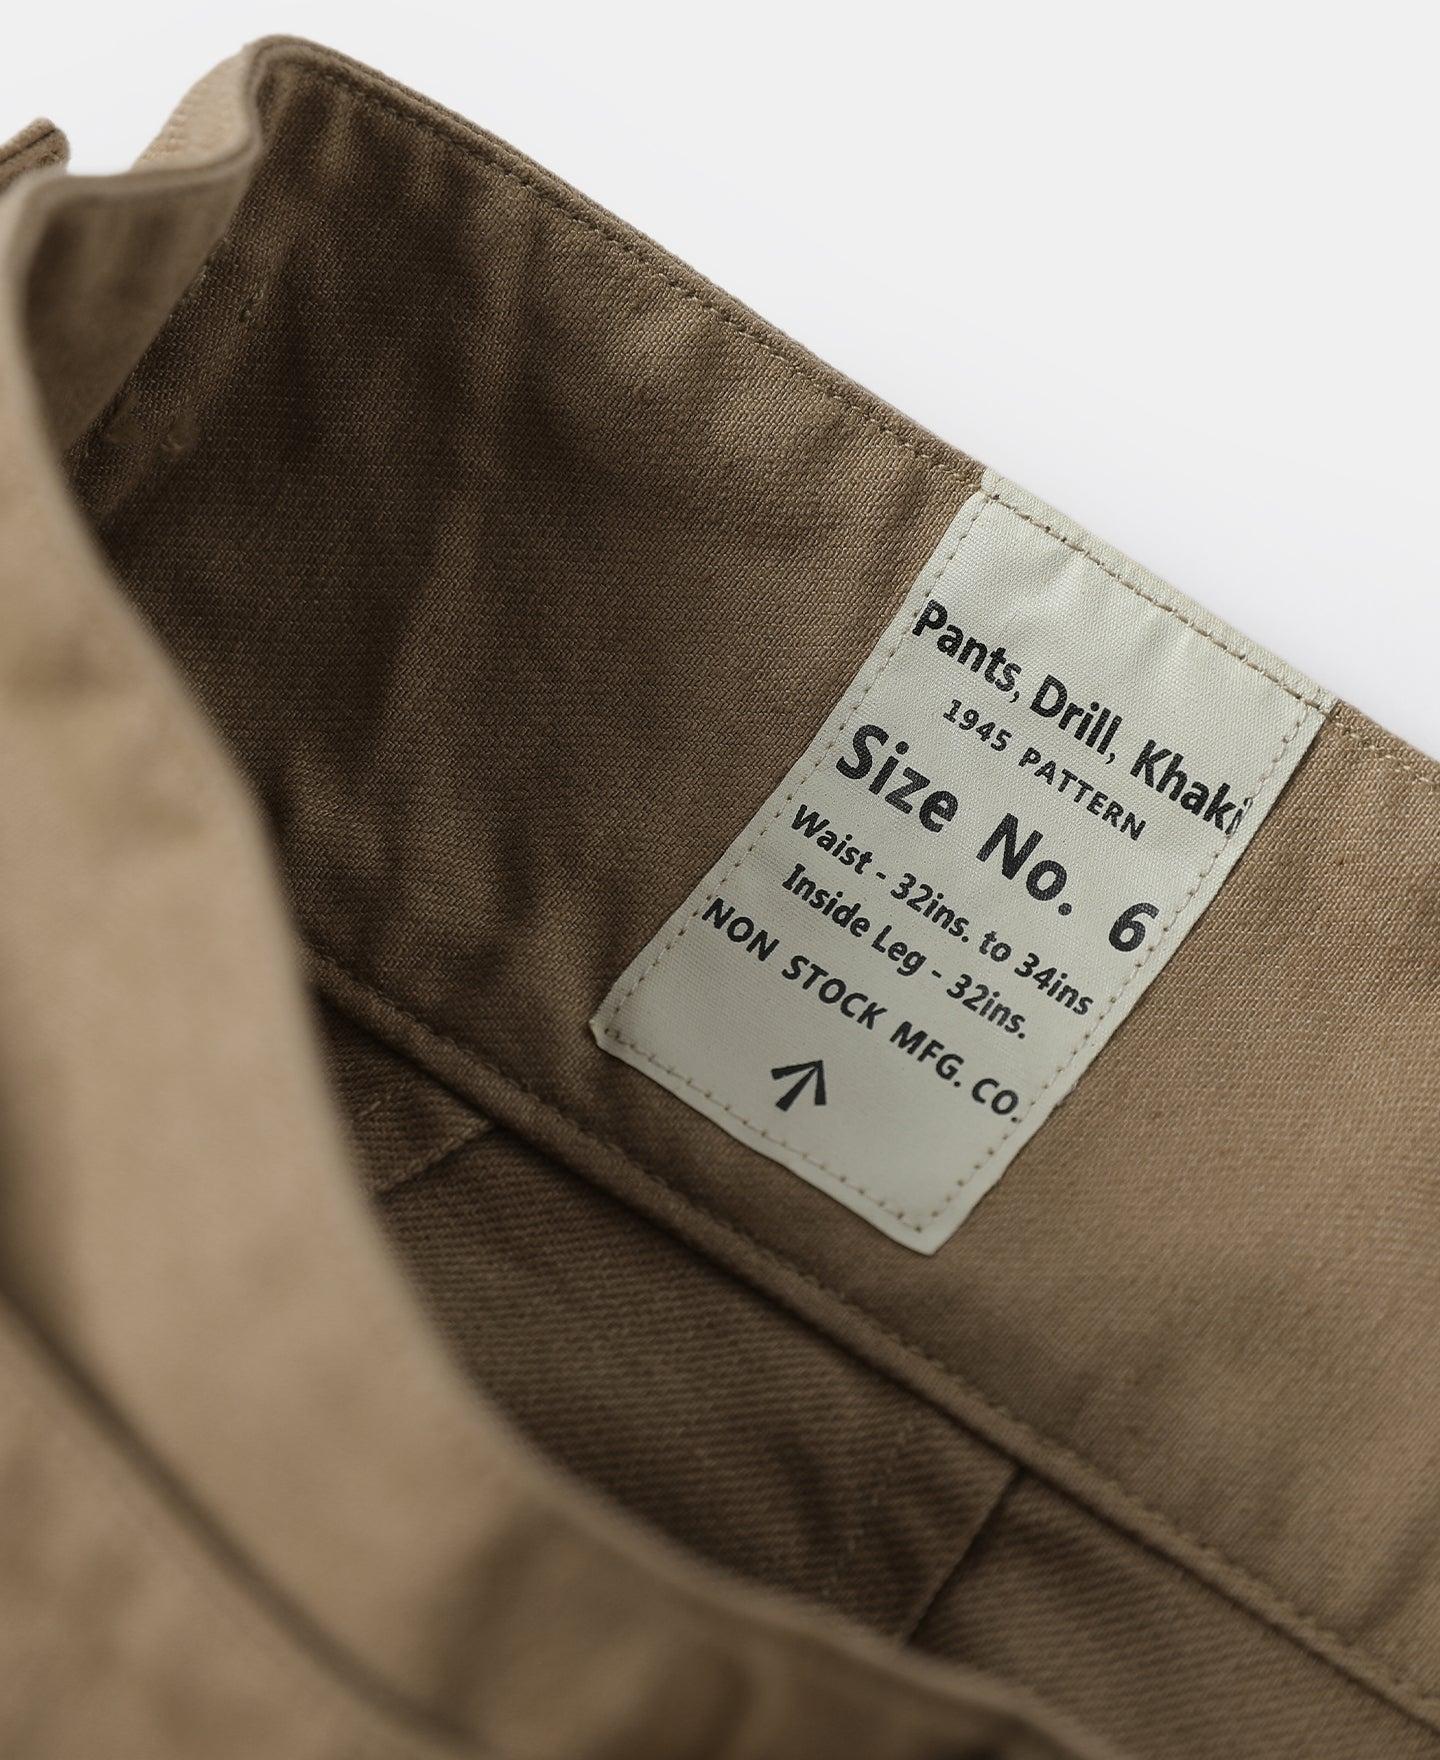 Pants, Drill, Khaki
1945 PATTERN
Size No. 6
Waist - 32ins. to 34ins
Inside Leg - 32ins.
NON STOCK MFG. CO.